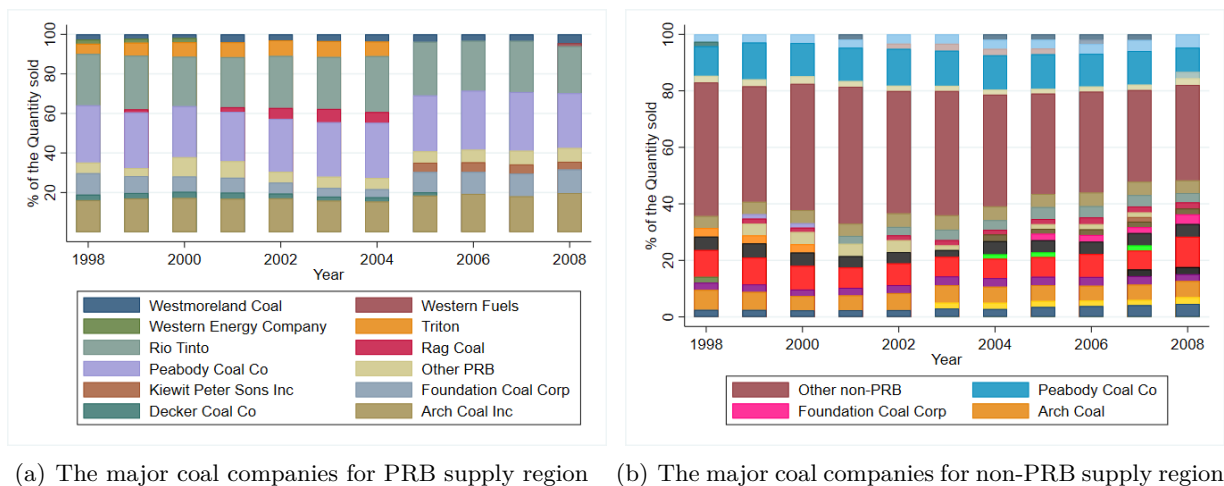 % of the Quantity sold
100
80
60
40
20
1998 2000 2002 2004 2006 2008
Year
Westmoreland Coal Western Fuels
Western Energy Company Triton
Rio Tinto Rag Coal
Peabody Coal Co Other PRB
Kiewit Peter Sons Inc Foundation Coal Corp
Decker Coal Co Arch Coal Inc
(a) The major coal companies for PRB supply region
% of the Quantity sold
100
80
60
40
20
0
1998 2000 2002 2004 2006 2008
Year
Other non-PRB Peabody Coal Co
Foundation Coal Corp Arch Coal
(b) The major coal companies for non-PRB supply region